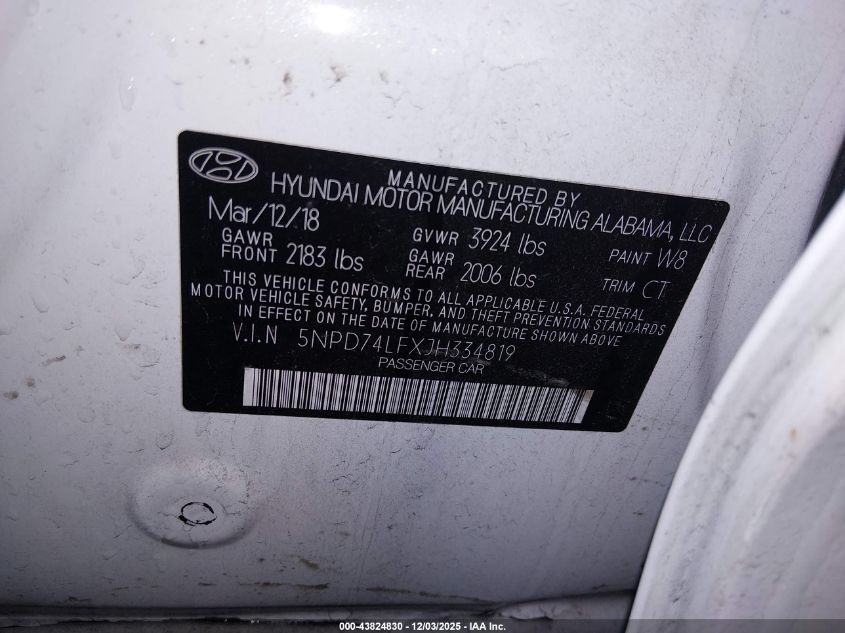 MANUFACTURED BY
HYUNDAI MOTOR MANUFACTURING ALABAMA, LLC
Mar/12/18
GAWR FRONT 2183 lbs
GVWR 3924 lbs
GAWR REAR 2006 lbs
PAINT W8
TRIM CT
THIS VEHICLE CONFORMS TO ALL APPLICABLE U.S.A. FEDERAL
MOTOR VEHICLE SAFETY, BUMPER, AND THEFT PREVENTION STANDARDS
IN EFFECT ON THE DATE OF MANUFACTURE SHOWN ABOVE
V.I.N 5NPD74LFXJH334819
PASSENGER CAR
000-43824830 - 12/03/2025 - IAA Inc.